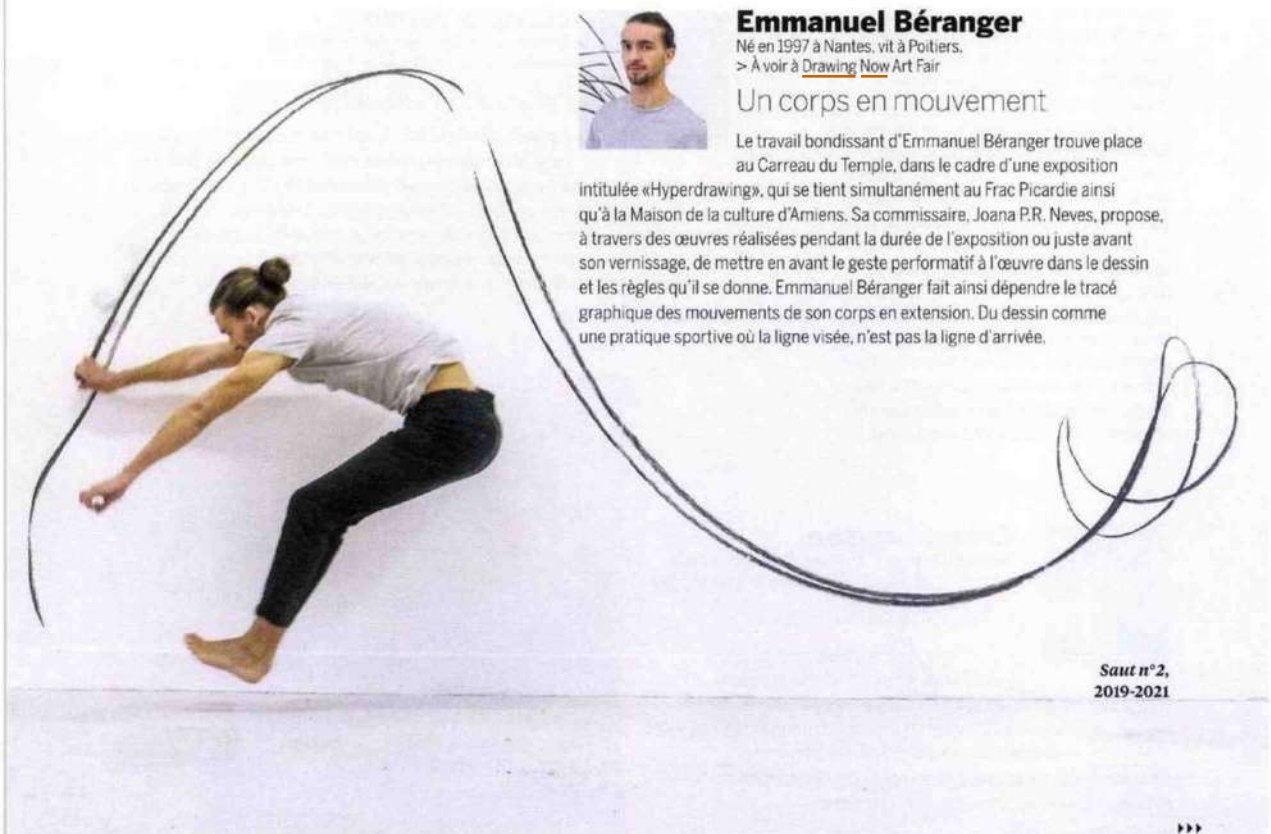 Emmanuel Béranger
Né en 1997 à Nantes, vit à Poitiers.
> À voir à Drawing Now Art Fair
Un corps en mouvement
Le travail bondissant d'Emmanuel Béranger trouve place
au Carreau du Temple, dans le cadre d'une exposition
intitulée «Hyperdrawing», qui se tient simultanément au Frac Picardie ainsi
qu'à la Maison de la culture d'Amiens. Sa commissaire, Joana P.R. Neves, propose,
à travers des œuvres réalisées pendant la durée de l'exposition ou juste avant
son vernissage, de mettre en avant le geste performatif à l'œuvre dans le dessin
et les règles qu'il se donne. Emmanuel Béranger fait ainsi dépendre le tracé
graphique des mouvements de son corps en extension. Du dessin comme
une pratique sportive où la ligne visée, n'est pas la ligne d'arrivée.
Saut n°2,
2019-2021